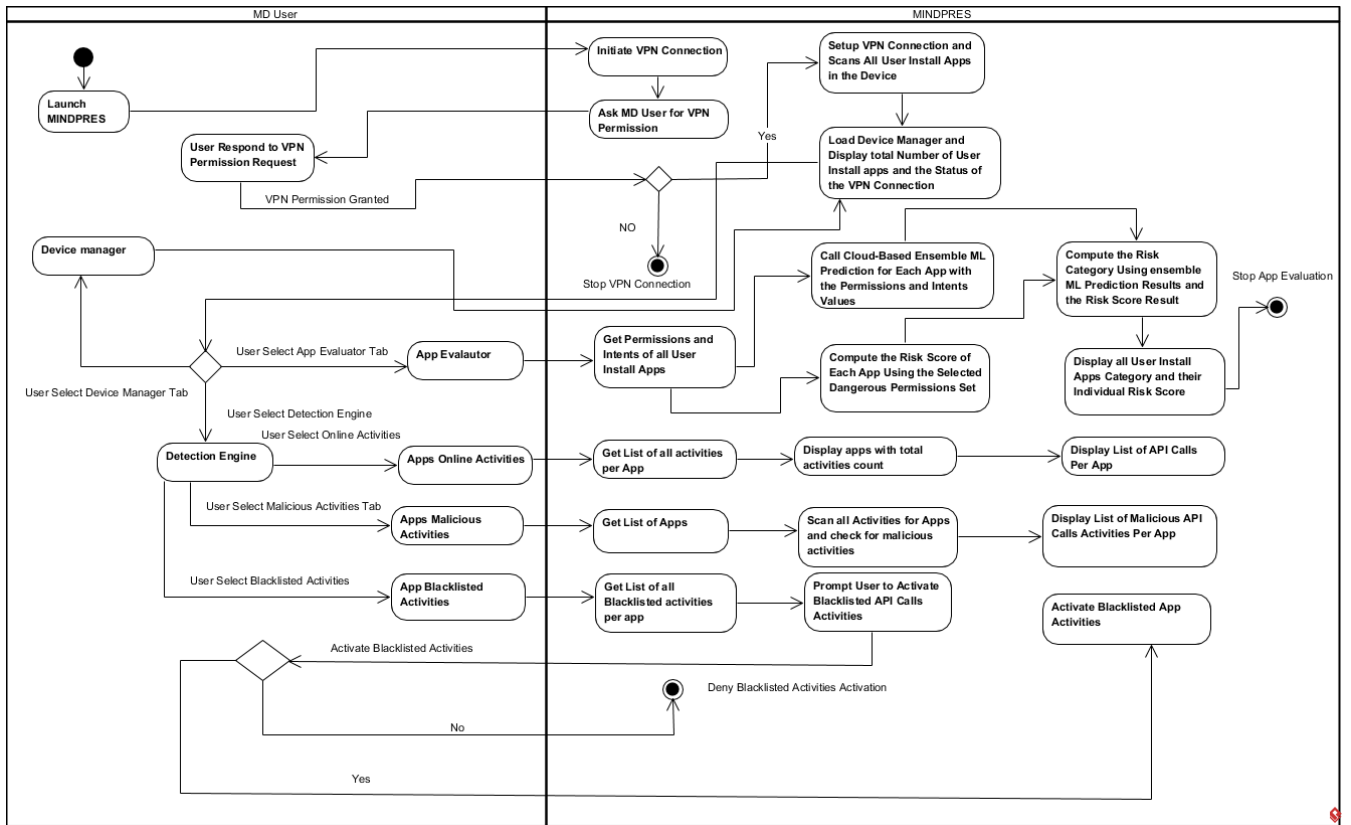 MD User
MINDPRES
Launch
MINDPRES
Initiate VPN Connection
Setup VPN Connection and
Scans All User Install Apps
in the Device
Ask MD User for VPN
Permission
User Respond to VPN
Permission Request
Yes
Load Device Manager and
Display total Number of User
Install apps and the Status of
the VPN Connection
VPN Permission Granted
NO
Stop VPN Connection
Device manager
Call Cloud-Based Ensemble ML
Prediction for Each App with
the Permissions and Intents
Values
Compute the Risk
Category Using ensemble
ML Prediction Results and
the Risk Score Result
Stop App Evaluation
User Select App Evaluator Tab
App Evalautor
Get Permissions and
Intents of all User
Install Apps
Compute the Risk Score of
Each App Using the Selected
Dangerous Permissions Set
Display all User Install
Apps Category and their
Individual Risk Score
User Select Device Manager Tab
User Select Detection Engine
User Select Online Activities
Detection Engine
Apps Online Activities
Get List of all activities
per App
Display apps with total
activities count
Display List of API Calls
Per App
User Select Malicious Activities Tab
Apps Malicious
Activities
Get List of Apps
Scan all Activities for Apps
and check for malicious
activities
Display List of Malicious API
Calls Activities Per App
User Select Blacklisted Activities
App Blacklisted
Activities
Get List of all
Blacklisted activities
per app
Prompt User to Activate
Blacklisted API Calls
Activities
Activate Blacklisted App
Activities
Activate Blacklisted Activities
Deny Blacklisted Activities Activation
No
Yes